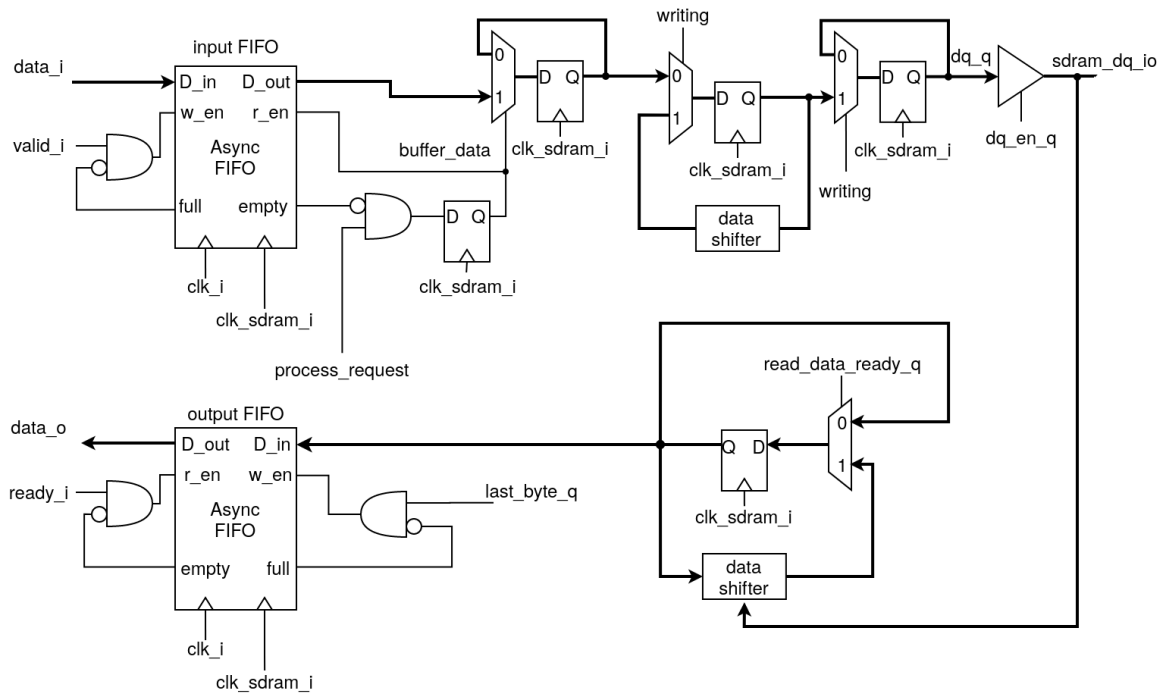 writing
input FIFO
data_i
D_in
D_out
w_en
r_en
valid_i
Async
FIFO
full
empty
clk_i
clk_sdram_i
buffer_data
process_request
D
Q
clk_sdram_i
0
1
D
Q
clk_sdram_i
0
1
D
Q
clk_sdram_i
data
shifter
0
1
writing
D
Q
clk_sdram_i
dq_q
dq_en_q
sdram_dq_io
read_data_ready_q
0
1
Q
D
clk_sdram_i
data
shifter
output FIFO
data_o
D_out
D_in
r_en
w_en
ready_i
last_byte_q
Async
FIFO
empty
full
clk_i
clk_sdram_i